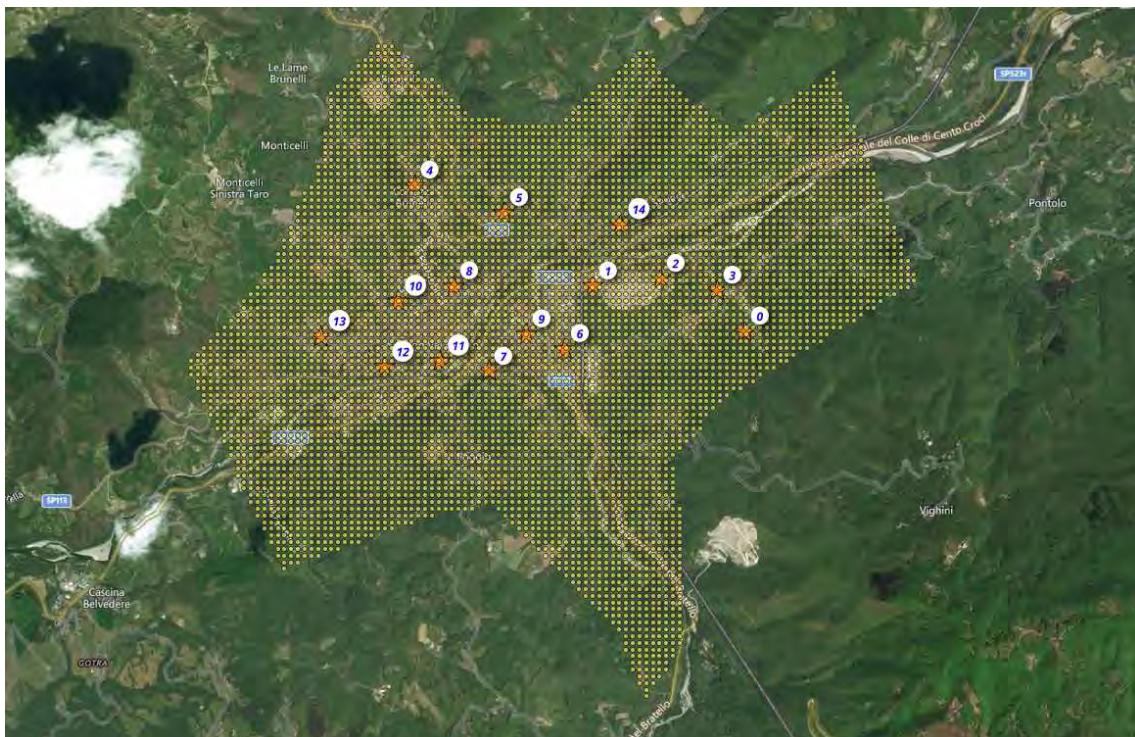 SP523r
Le Lame
Brunelli
Monticelli
Monticelli
Sinistra Taro
ale del Colle di Cento Croci
Pontolo
4
5
14
8
1
2
3
10
0
13
9
6
12
11
7
SP113
Vighini
Cascina
Belvedere
GOTRA
del Bratello